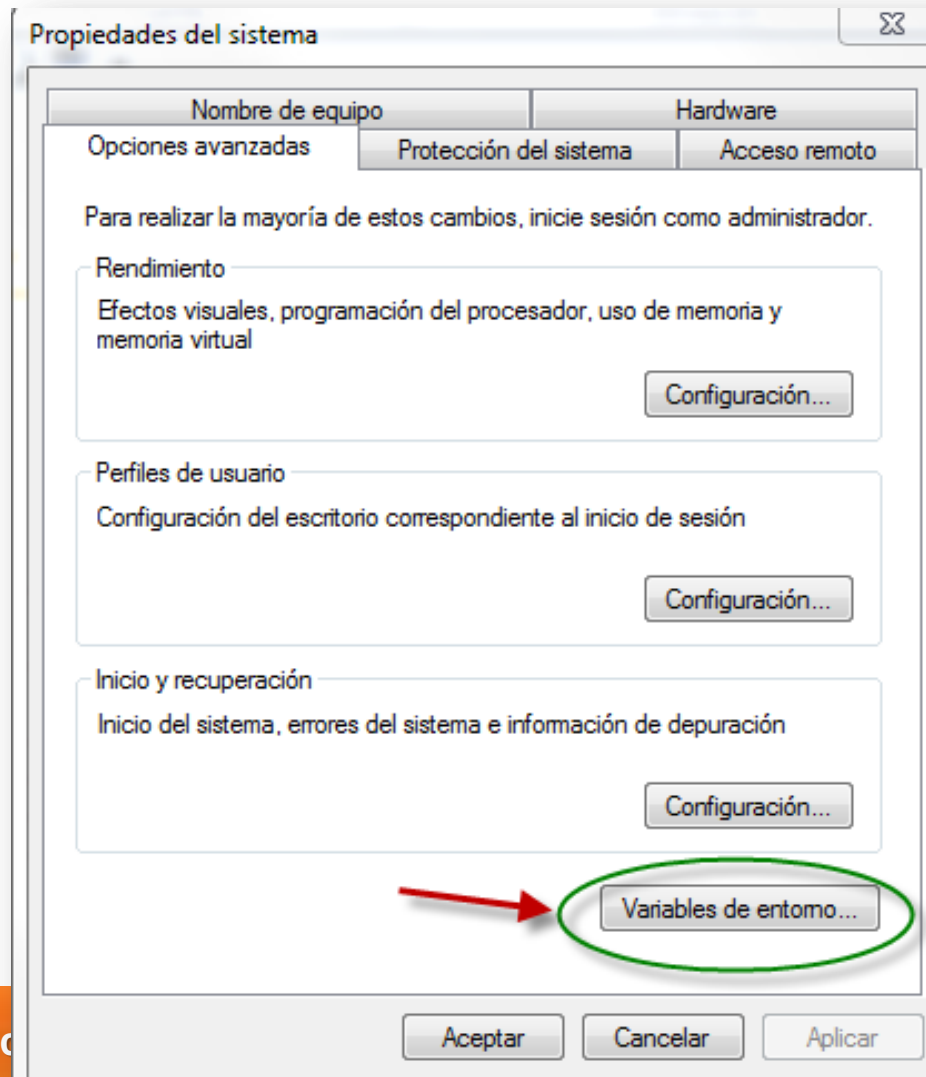 Propiedades del sistema
Nombre de equipo
Hardware
Opciones avanzadas
Protección del sistema
Acceso remoto
Para realizar la mayoría de estos cambios, inicie sesión como administrador.
Rendimiento
Efectos visuales, programación del procesador, uso de memoria y
memoria virtual
Configuración...
Perfiles de usuario
Configuración del escritorio correspondiente al inicio de sesión
Configuración...
Inicio y recuperación
Inicio del sistema, errores del sistema e información de depuración
Configuración...
Variables de entorno...
Aceptar
Cancelar
Aplicar